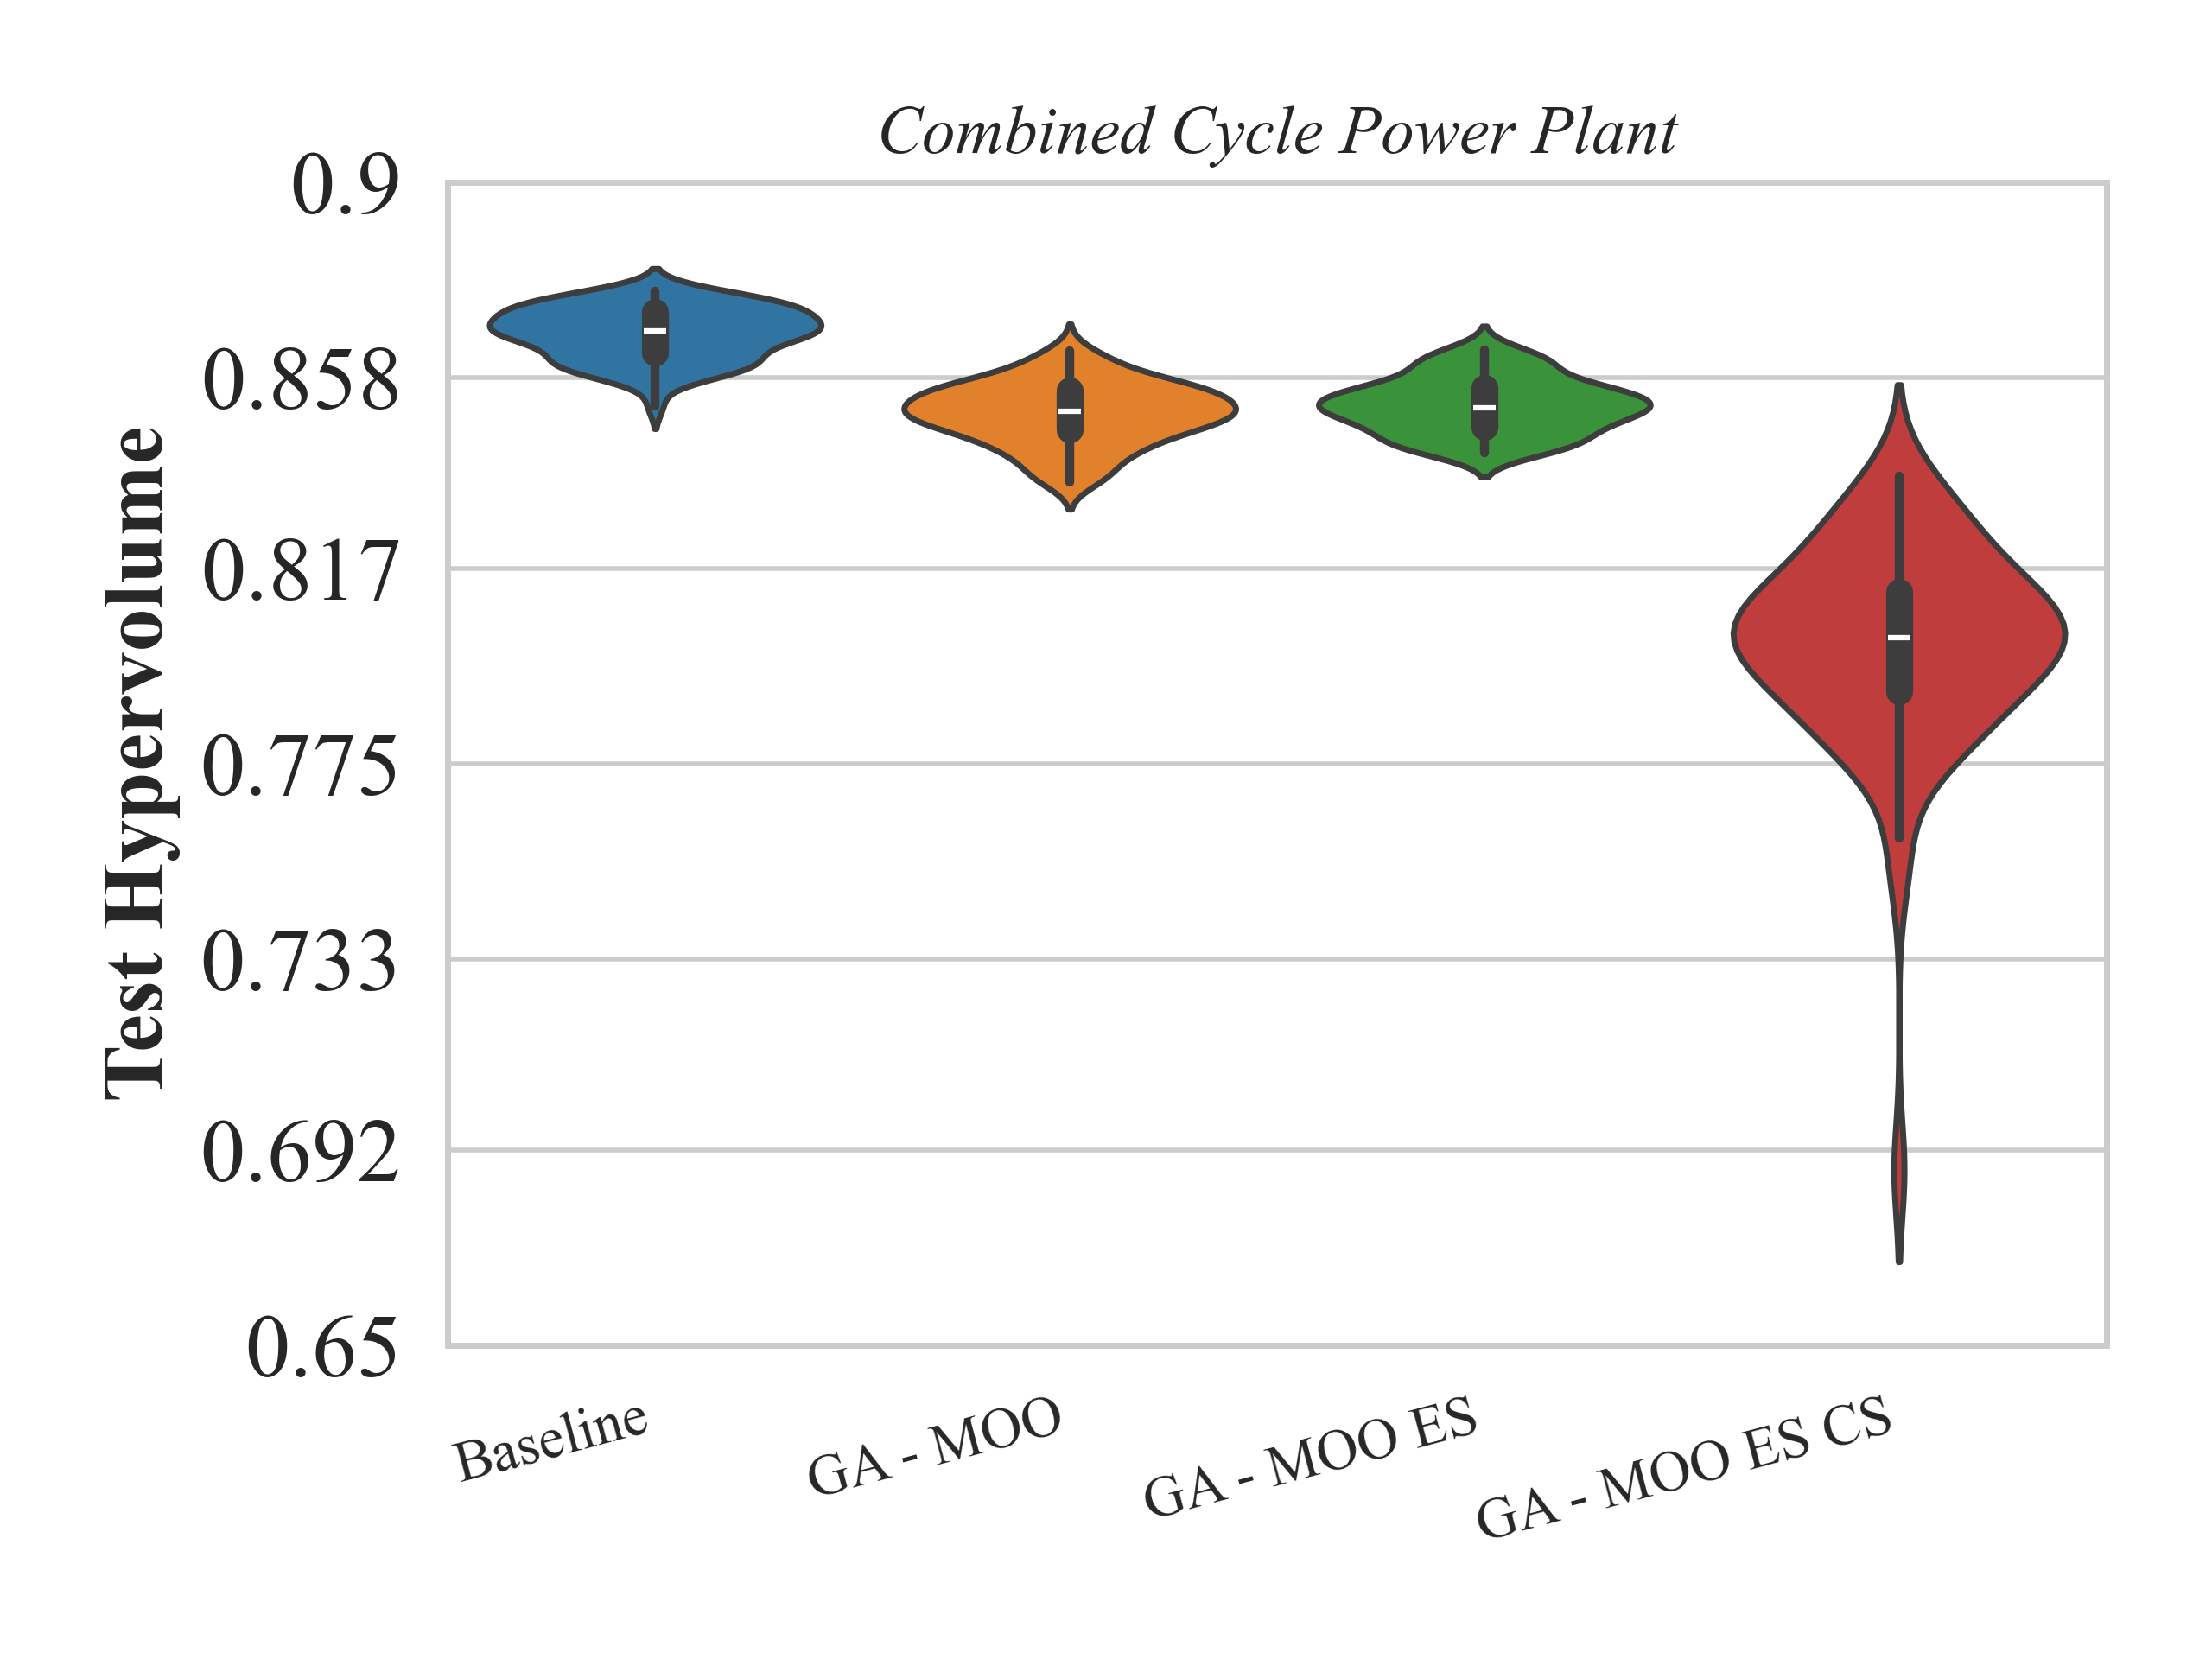 Combined Cycle Power Plant
0.9
0.858
0.817
0.775
0.733
0.692
0.65
Test Hypervolume
Baseline
GA - MOO
GA - MOO ES
GA - MOO ES CS